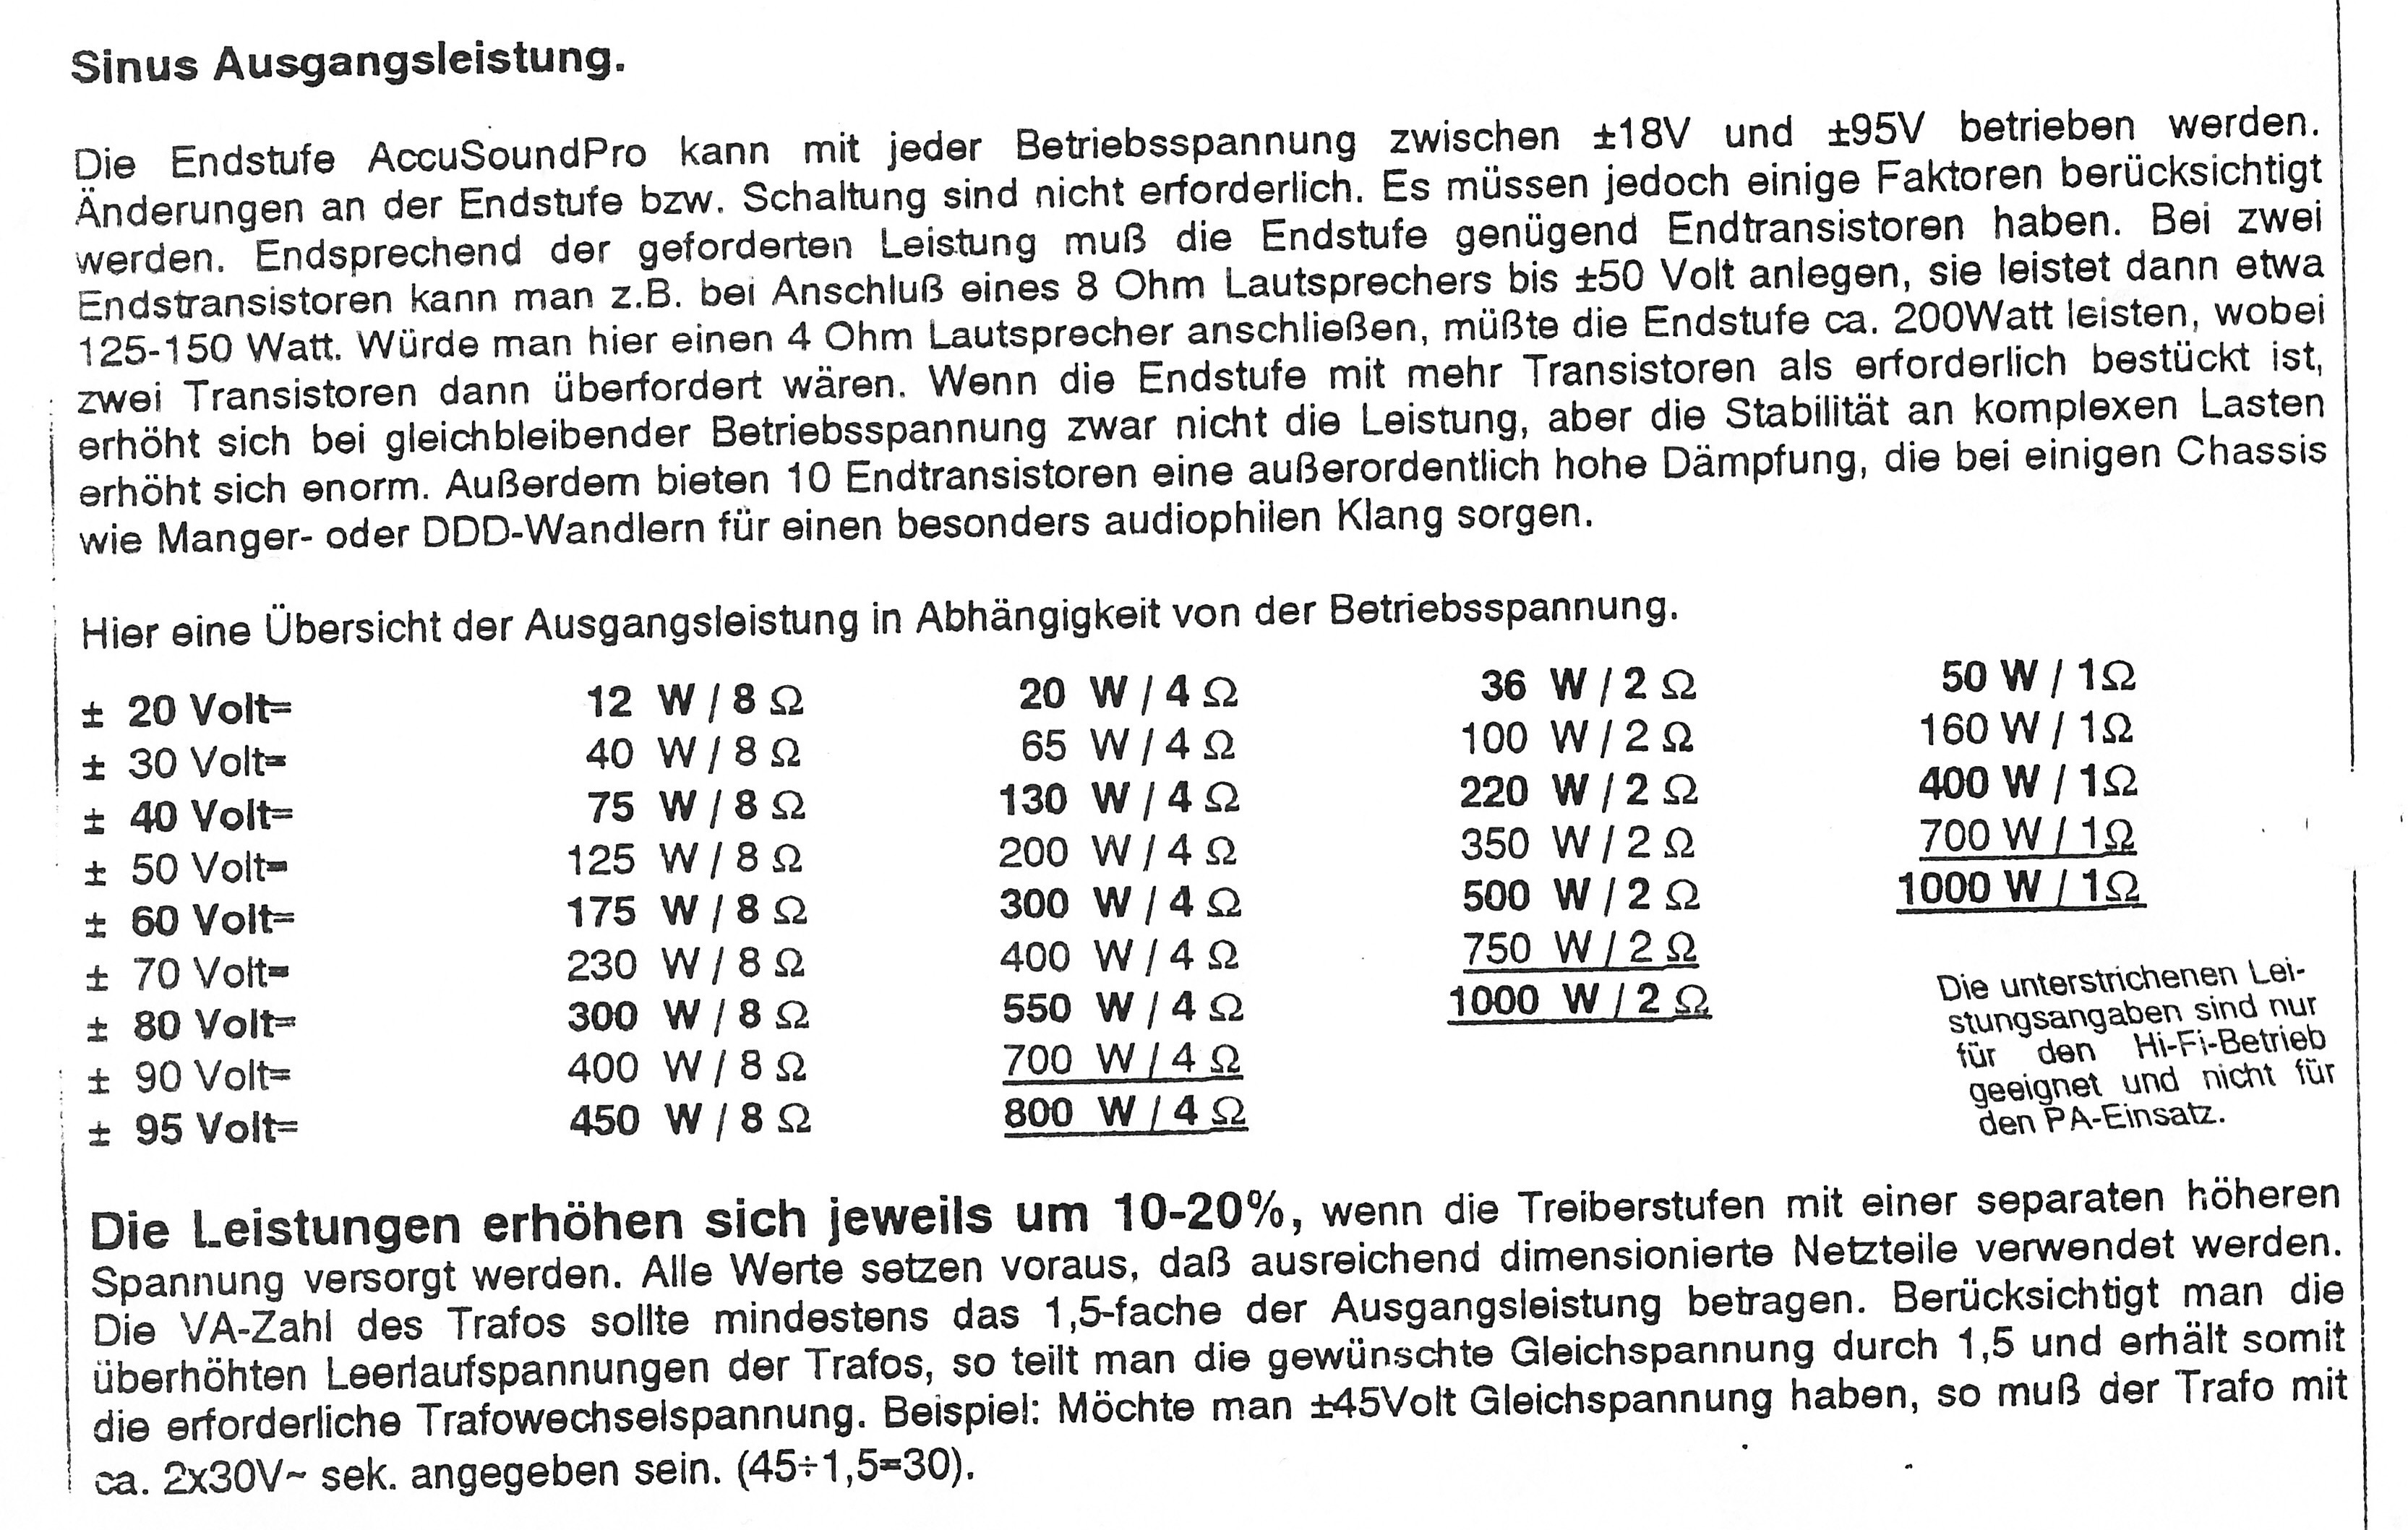 Sinus Ausgangsleistung.
Die Endstufe AccuSoundPro kann mit jeder Betriebsspannung zwischen ±18V und ±95V betrieben werden.
Änderungen an der Endstufe bzw. Schaltung sind nicht erforderlich. Es müssen jedoch einige Faktoren berücksichtigt
werden. Endsprechend der geforderten Leistung muß die Endstufe genügend Endtransistoren haben. Bei zwei
Endstransistoren kann man z.B. bei Anschluß eines 8 Ohm Lautsprechers bis ±50 Volt anlegen, sie leistet dann etwa
125-150 Watt. Würde man hier einen 4 Ohm Lautsprecher anschließen, müßte die Endstufe ca. 200Watt leisten, wobei
zwei Transistoren dann überfordert wären. Wenn die Endstufe mit mehr Transistoren als erforderlich bestückt ist,
erhöht sich bei gleichbleibender Betriebsspannung zwar nicht die Leistung, aber die Stabilität an komplexen Lasten
erhöht sich enorm. Außerdem bieten 10 Endtransistoren eine außerordentlich hohe Dämpfung, die bei einigen Chassis
wie Manger- oder DDD-Wandlern für einen besonders audiophilen Klang sorgen.
Hier eine Übersicht der Ausgangsleistung in Abhängigkeit von der Betriebsspannung.
± 20 Volt= 12 W / 8 Ω 20 W / 4 Ω 36 W / 2 Ω 50 W / 1Ω
± 30 Volt= 40 W / 8 Ω 65 W / 4 Ω 100 W / 2 Ω 160 W / 1Ω
± 40 Volt= 75 W / 8 Ω 130 W / 4 Ω 220 W / 2 Ω 400 W / 1Ω
± 50 Volt= 125 W / 8 Ω 200 W / 4 Ω 350 W / 2 Ω 700 W / 1Ω
± 60 Volt= 175 W / 8 Ω 300 W / 4 Ω 500 W / 2 Ω 1000 W / 1Ω
± 70 Volt= 230 W / 8 Ω 400 W / 4 Ω 750 W / 2 Ω
± 80 Volt= 300 W / 8 Ω 550 W / 4 Ω 1000 W / 2 Ω
± 90 Volt= 400 W / 8 Ω 700 W / 4 Ω
± 95 Volt= 450 W / 8 Ω 800 W / 4 Ω
Die unterstrichenen Lei-
stungsangaben sind nur
für den Hi-Fi-Betrieb
geeignet und nicht für
den PA-Einsatz.
Die Leistungen erhöhen sich jeweils um 10-20%, wenn die Treiberstufen mit einer separaten höheren
Spannung versorgt werden. Alle Werte setzen voraus, daß ausreichend dimensionierte Netzteile verwendet werden.
Die VA-Zahl des Trafos sollte mindestens das 1,5-fache der Ausgangsleistung betragen. Berücksichtigt man die
überhöhten Leerlaufspannungen der Trafos, so teilt man die gewünschte Gleichspannung durch 1,5 und erhält somit
die erforderliche Trafowechselspannung. Beispiel: Möchte man ±45Volt Gleichspannung haben, so muß der Trafo mit
ca. 2x30V~ sek. angegeben sein. (45÷1,5=30).